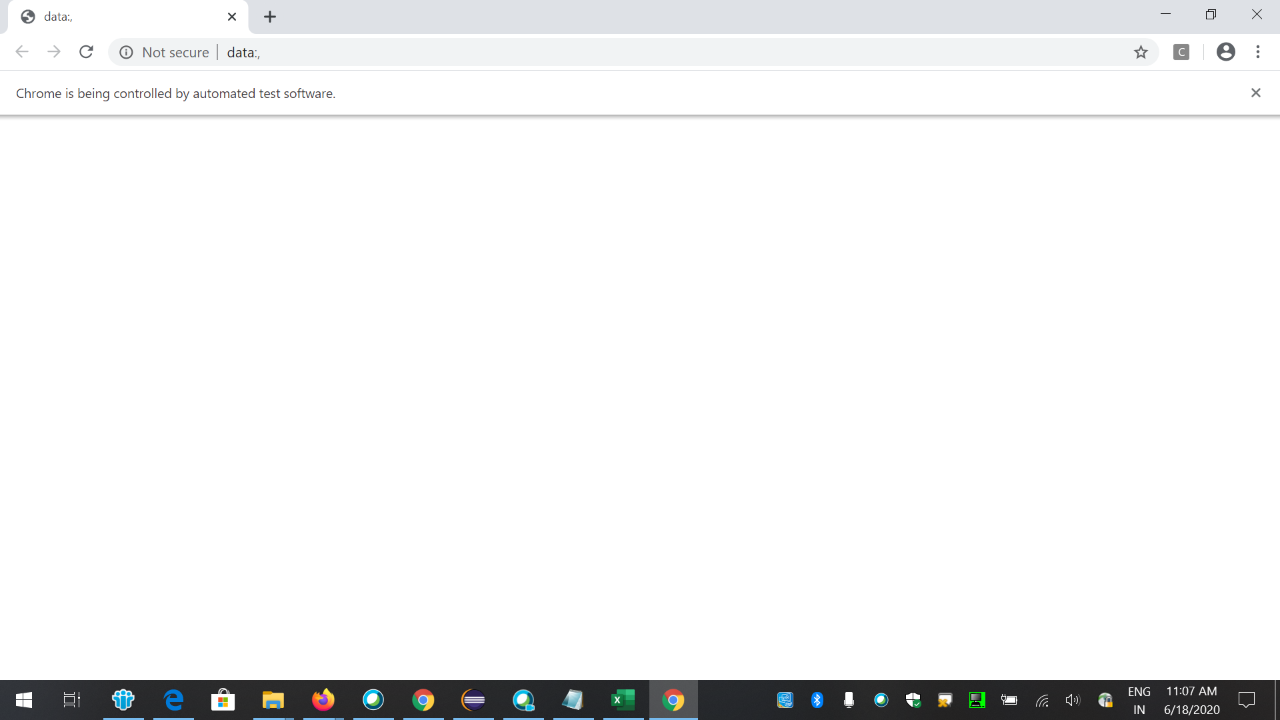 data:,
Not secure | data:,
C
Chrome is being controlled by automated test software.
ENG 11:07 AM
IN 6/18/2020